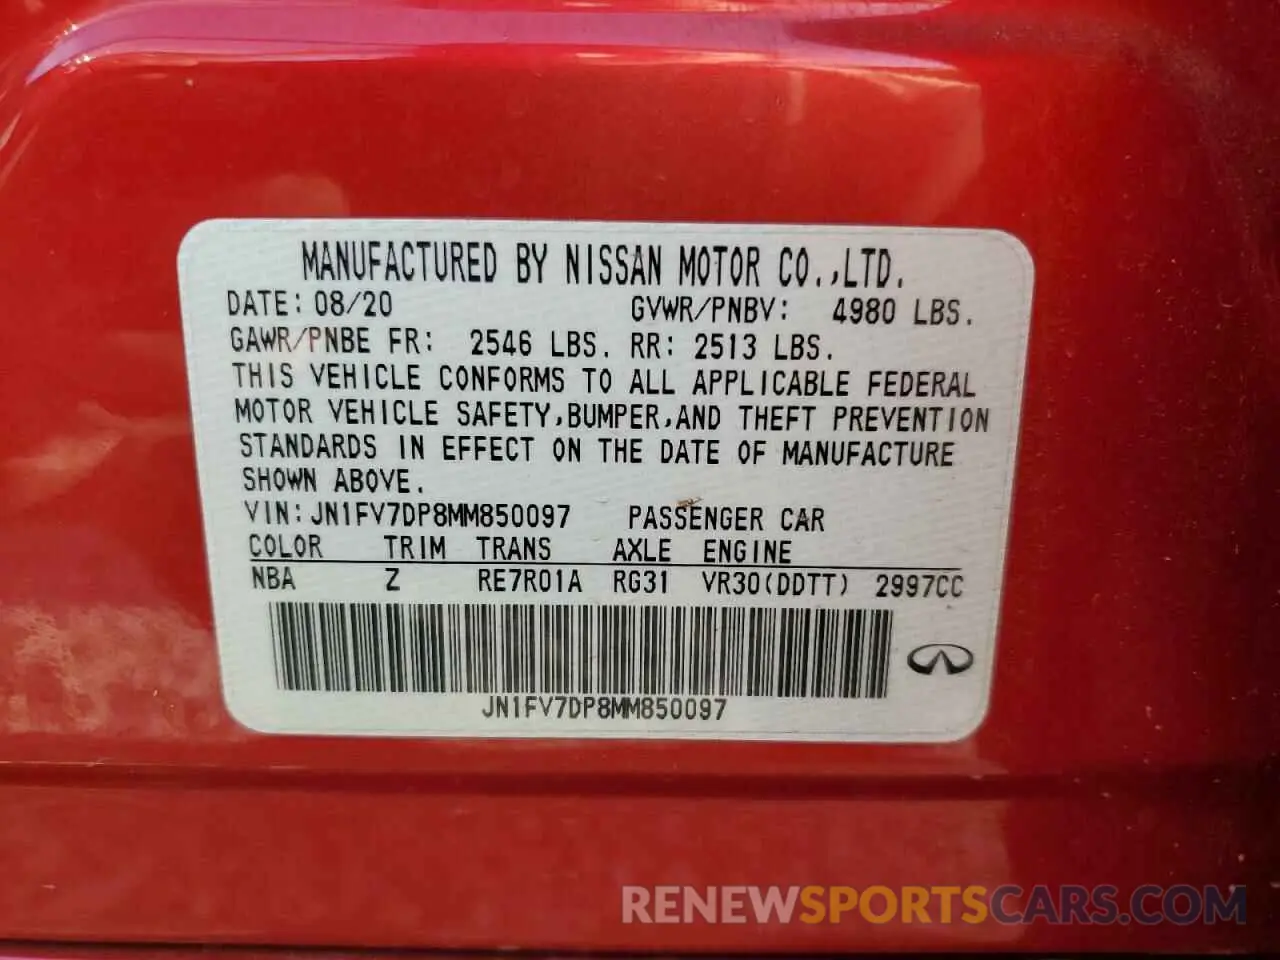 MANUFACTURED BY NISSAN MOTOR CO.,LTD.
DATE: 08/20 GVWR/PNBV: 4980 LBS.
GAWR/PNBE FR: 2546 LBS. RR: 2513 LBS.
THIS VEHICLE CONFORMS TO ALL APPLICABLE FEDERAL
MOTOR VEHICLE SAFETY,BUMPER,AND THEFT PREVENTION
STANDARDS IN EFFECT ON THE DATE OF MANUFACTURE
SHOWN ABOVE.
VIN: JN1FV7DP8MM850097 PASSENGER CAR
COLOR TRIM TRANS AXLE ENGINE
NBA Z RE7R01A RG31 VR30(DDTT) 2997CC
JN1FV7DP8MM850097
RENEWSPORTSCARS.COM